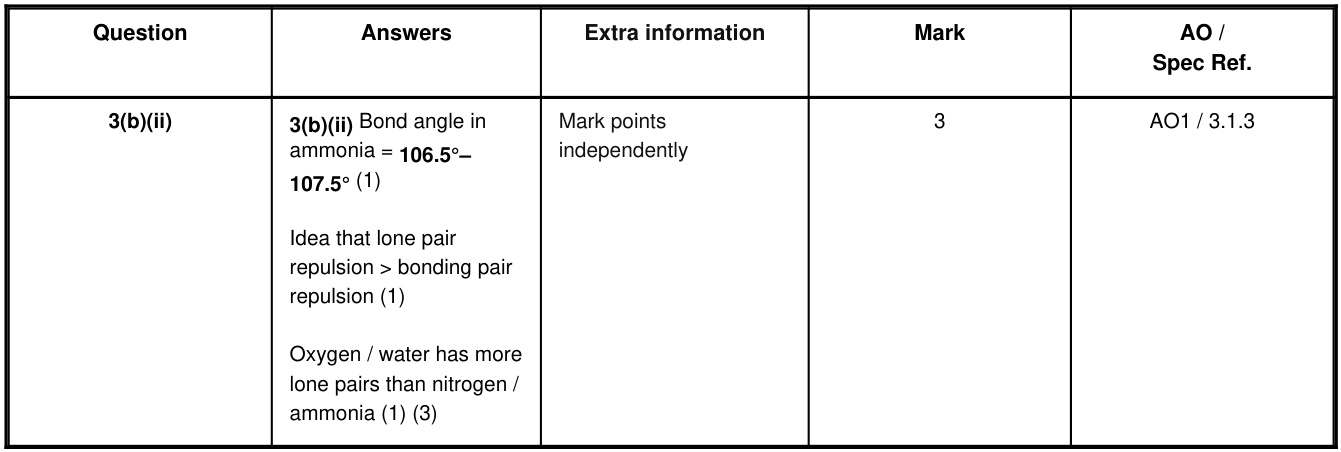 Question
Answers
Extra information
Mark
AO /
Spec Ref.
3(b)(ii)
3(b)(ii) Bond angle in
ammonia = 106.5°–
107.5° (1)
Idea that lone pair
repulsion > bonding pair
repulsion (1)
Oxygen / water has more
lone pairs than nitrogen /
ammonia (1) (3)
Mark points
independently
3
AO1 / 3.1.3